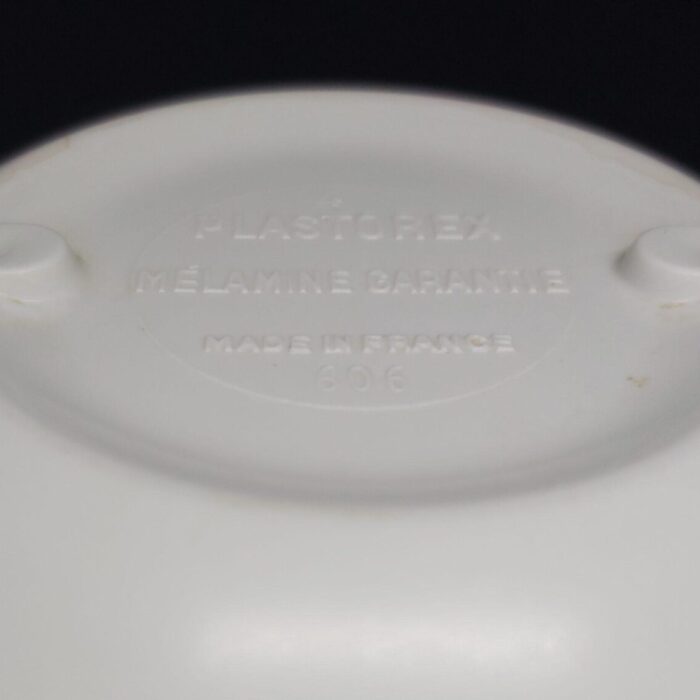 PLASTOREX
MÉLAMINE GARANTIE
MADE IN FRANCE
606